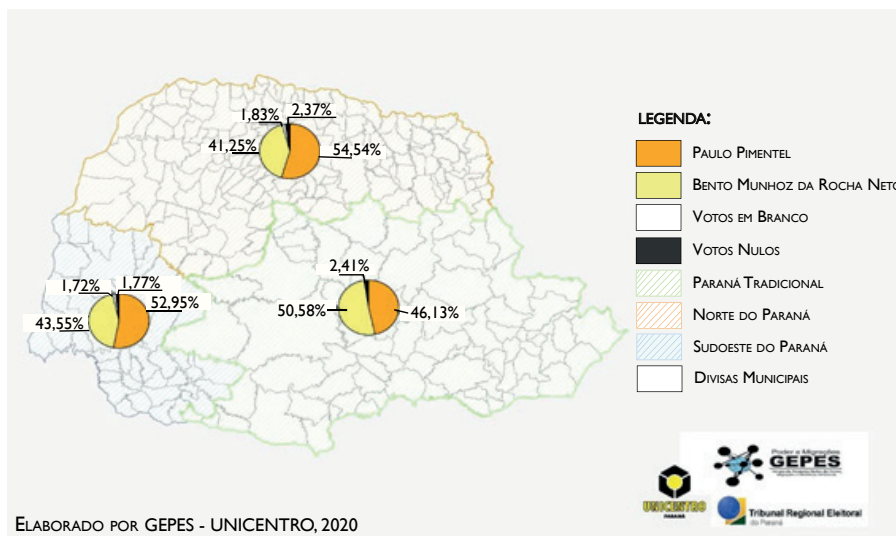 1,83%
2,37%
41,25%
54,54%
1,72%
1,77%
52,95%
43,55%
2,41%
50,58%
46,13%
LEGENDA:
PAULO PIMENTEL
BENTO MUNHOZ DA ROCHA NETO
VOTOS EM BRANCO
VOTOS NULOS
PARANÁ TRADICIONAL
NORTE DO PARANÁ
SUDOESTE DO PARANÁ
DIVISAS MUNICIPAIS
Poder e Migrações
GEPES
UNICENTRO
PARANÁ
Tribunal Regional Eleitoral
do Paraná
ELABORADO POR GEPES - UNICENTRO, 2020